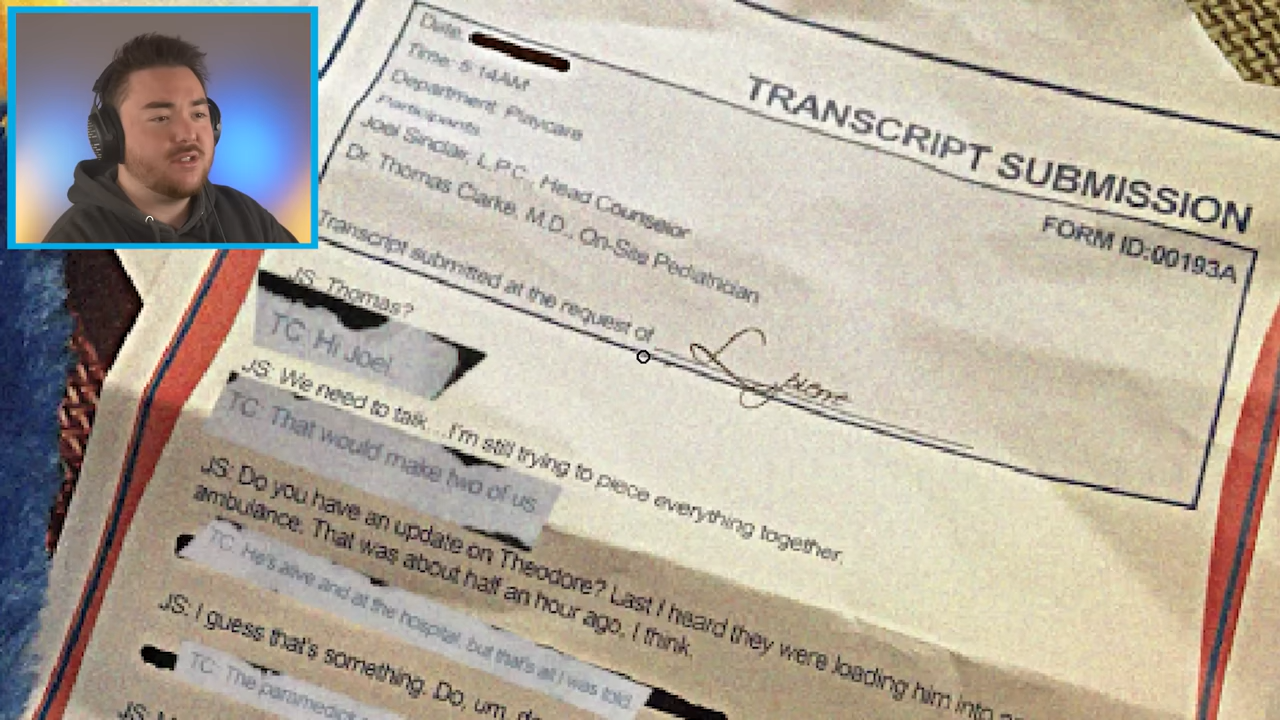 TRANSCRIPT SUBMISSION
FORM ID:00193A
Date:
Time: 5:14AM
Department: Playcare
Participants:
Joel Sinclair, L.P.C., Head Counselor
Dr. Thomas Clarke, M.D., On-Site Pediatrician
Transcript submitted at the request of
JS: Thomas?
TC: Hi Joel.
JS: We need to talk...I'm still trying to piece everything together.
TC: That would make two of us
JS: Do you have an update on Theodore? Last I heard they were loading him into an
ambulance. That was about half an hour ago, I think.
TC: He's alive and at the hospital, but that's all I was told.
JS: I guess that's something. Do, um, do
TC: The paramedics
JS: